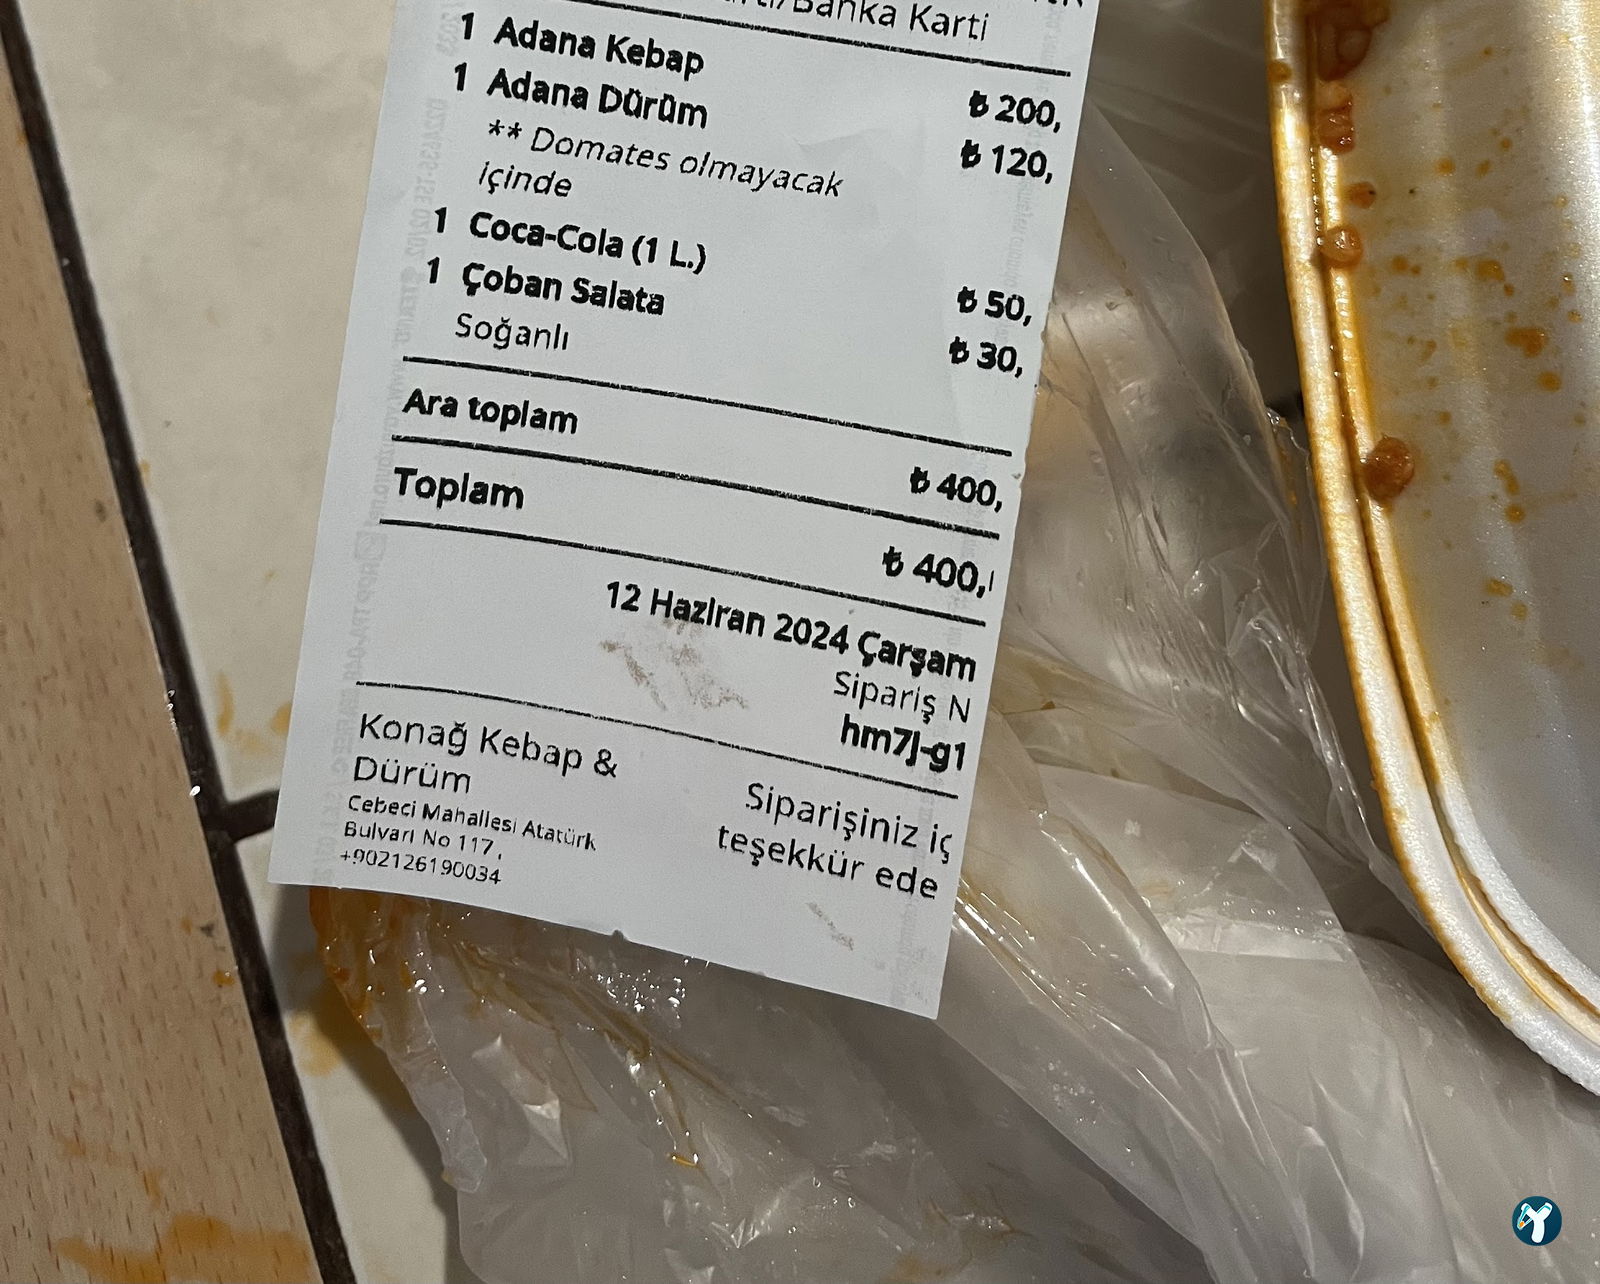 Banka Karti
1 Adana Kebap ₺ 200,
1 Adana Dürüm ₺ 120,
** Domates olmayacak
içinde
1 Coca-Cola (1 L.) ₺ 50,
1 Çoban Salata ₺ 30,
Soğanlı
Ara toplam ₺ 400,
Toplam ₺ 400,
12 Haziran 2024 Çarşam
Sipariş N
hm7j-g1
Konağ Kebap &
Dürüm
Cebeci Mahallesi Atatürk
Bulvarı No 117,
+902126190034
Siparişiniz iç
teşekkür ede